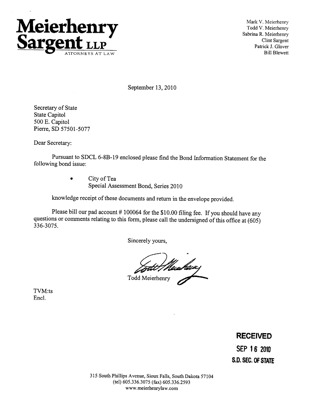 Meierhenry
Sargent LLP
ATTORNEYS AT LAW
Mark V. Meierhenry
Todd V. Meierhenry
Sabrina R. Meierhenry
Clint Sargent
Patrick J. Glover
Bill Blewett
September 13, 2010
Secretary of State
State Capitol
500 E. Capitol
Pierre, SD 57501-5077
Dear Secretary:
Pursuant to SDCL 6-8B-19 enclosed please find the Bond Information Statement for the
following bond issue:
• City of Tea
Special Assessment Bond, Series 2010
knowledge receipt of these documents and return in the envelope provided.
Please bill our pad account # 100064 for the $10.00 filing fee. If you should have any
questions or comments relating to this form, please call the undersigned of this office at (605)
336-3075.
Sincerely yours,
Todd Meierhenry
Todd Meierhenry
TVM:ts
Encl.
RECEIVED
SEP 16 2010
S.D. SEC. OF STATE
315 South Phillips Avenue, Sioux Falls, South Dakota 57104
(tel) 605.336.3075 (fax) 605.336.2593
www.meierhenrylaw.com